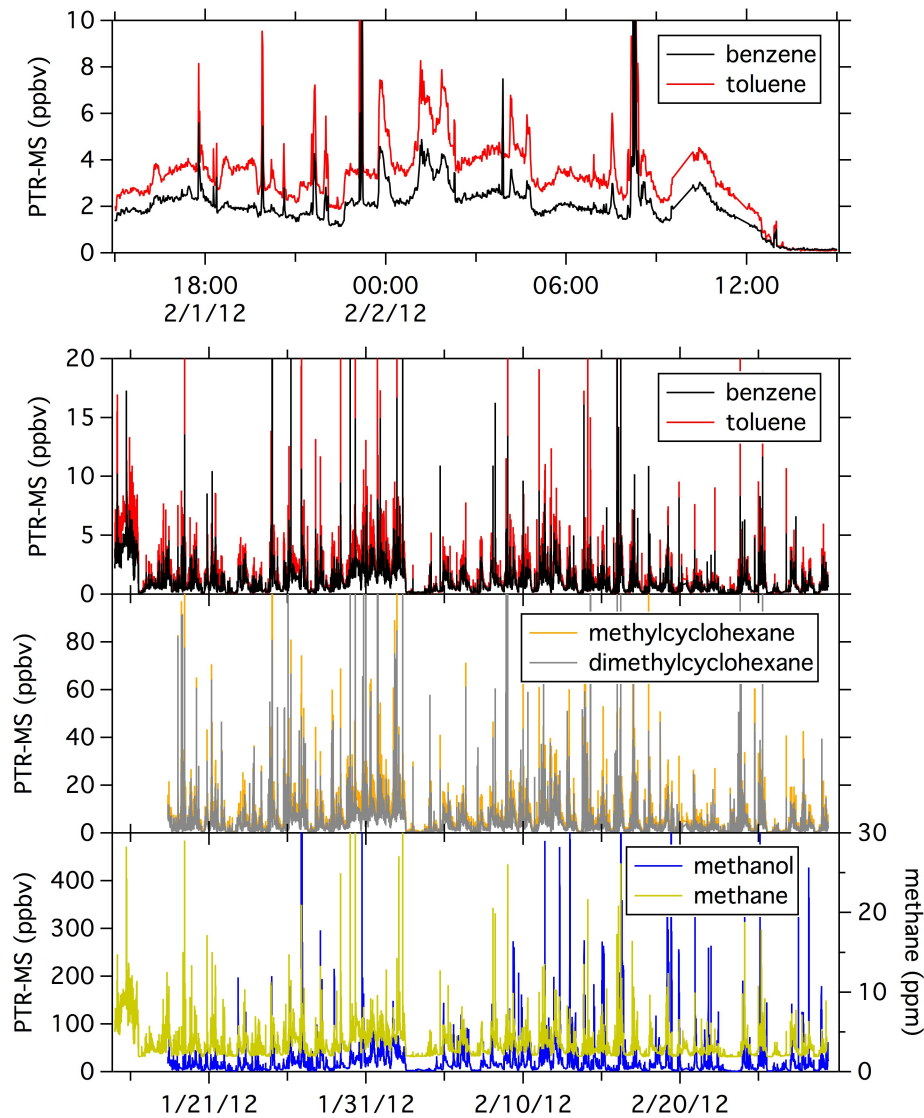 10
8
6
4
2
0
PTR-MS (ppbv)
benzene
toluene
18:00
2/1/12
00:00
2/2/12
06:00
12:00
20
15
10
5
0
PTR-MS (ppbv)
benzene
toluene
80
60
40
20
0
PTR-MS (ppbv)
methylcyclohexane
dimethylcyclohexane
400
300
200
100
0
PTR-MS (ppbv)
methanol
methane
30
20
10
0
methane (ppm)
1/21/12
1/31/12
2/10/12
2/20/12